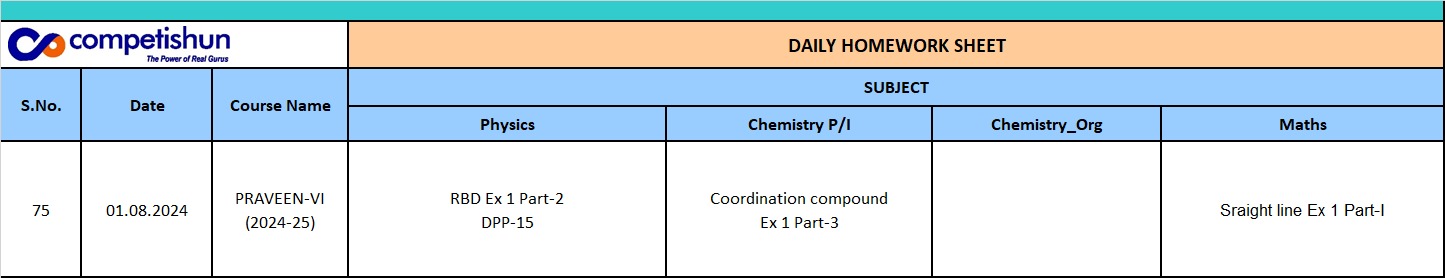 competishun
The Power of Real Gurus
DAILY HOMEWORK SHEET
S.No.
Date
Course Name
SUBJECT
Physics
Chemistry P/I
Chemistry_Org
Maths
75
01.08.2024
PRAVEEN-VI
(2024-25)
RBD Ex 1 Part-2
DPP-15
Coordination compound
Ex 1 Part-3
Sraight line Ex 1 Part-I